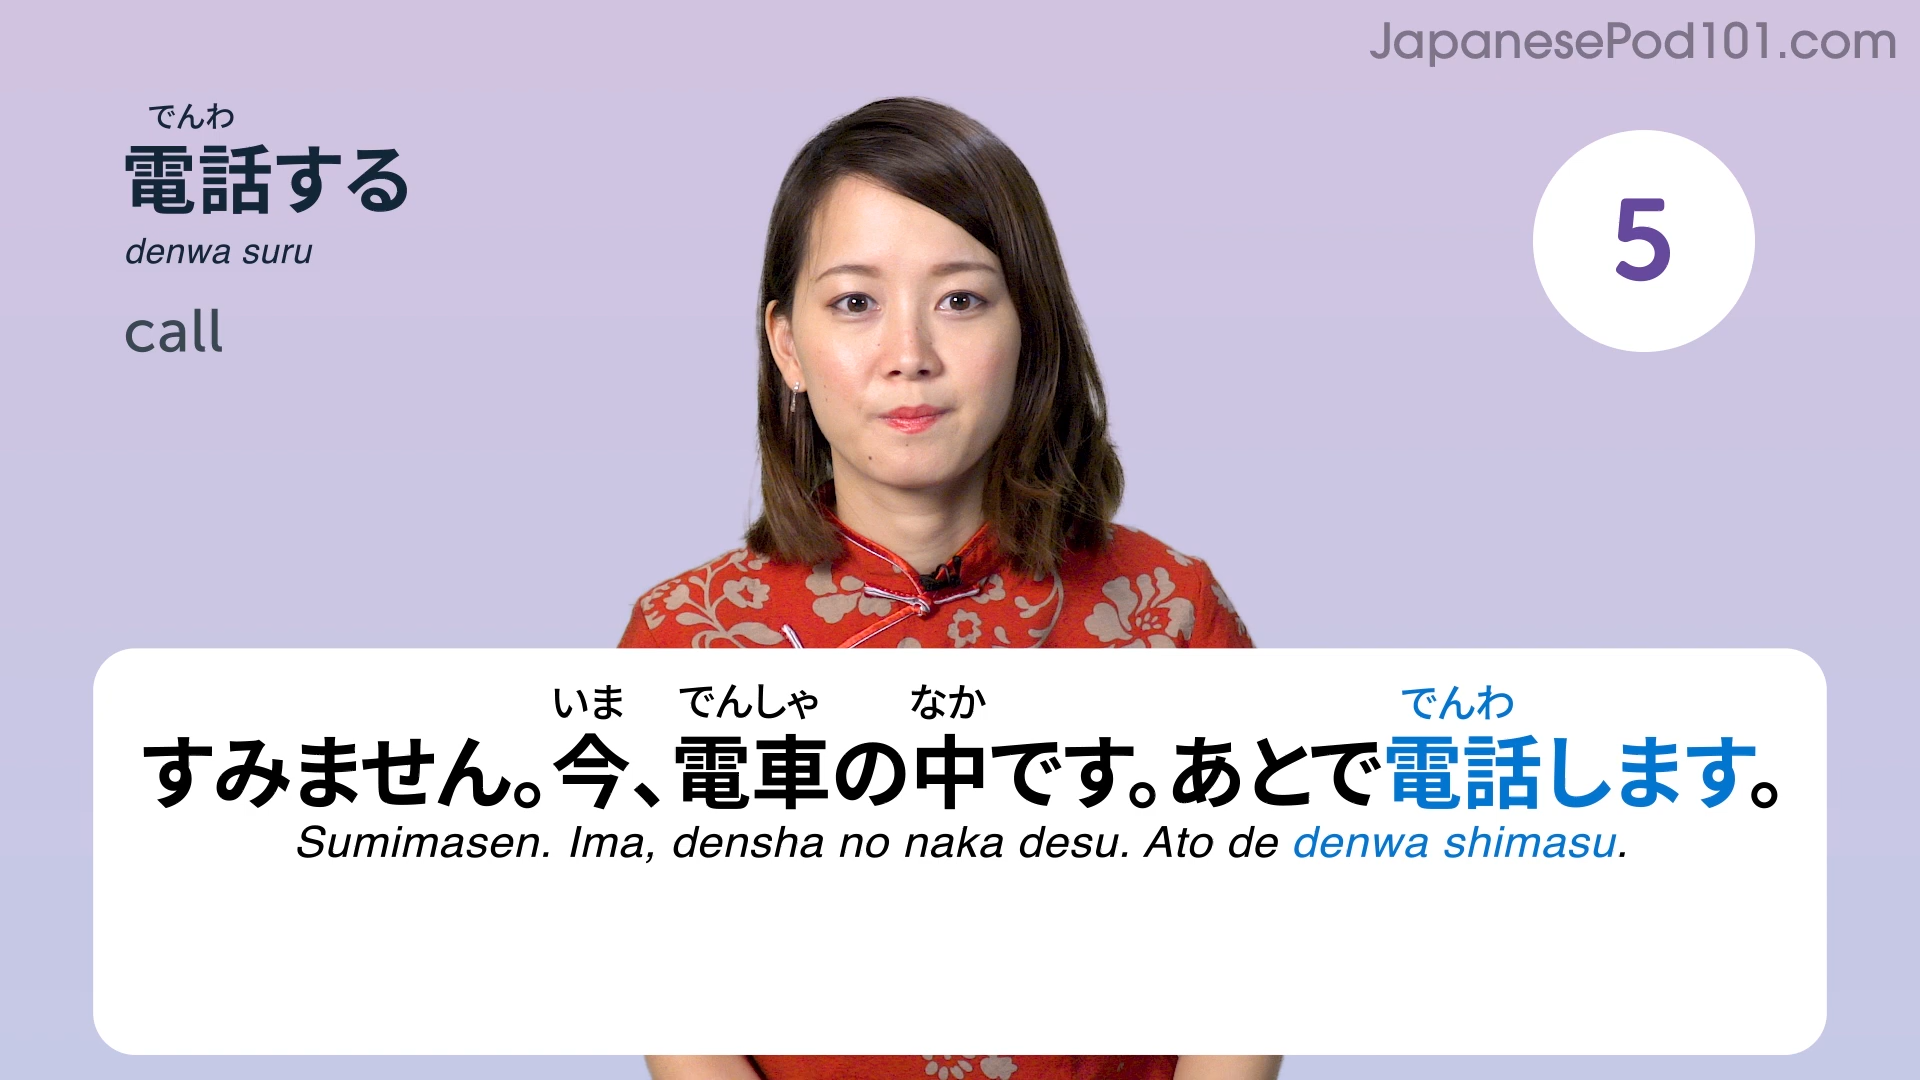 JapanesePod101.com
でんわ
電話する
denwa suru
call
5
いま でんしゃ なか でんわ
すみません。今、電車の中です。あとで電話します。
Sumimasen. Ima, densha no naka desu. Ato de denwa shimasu.